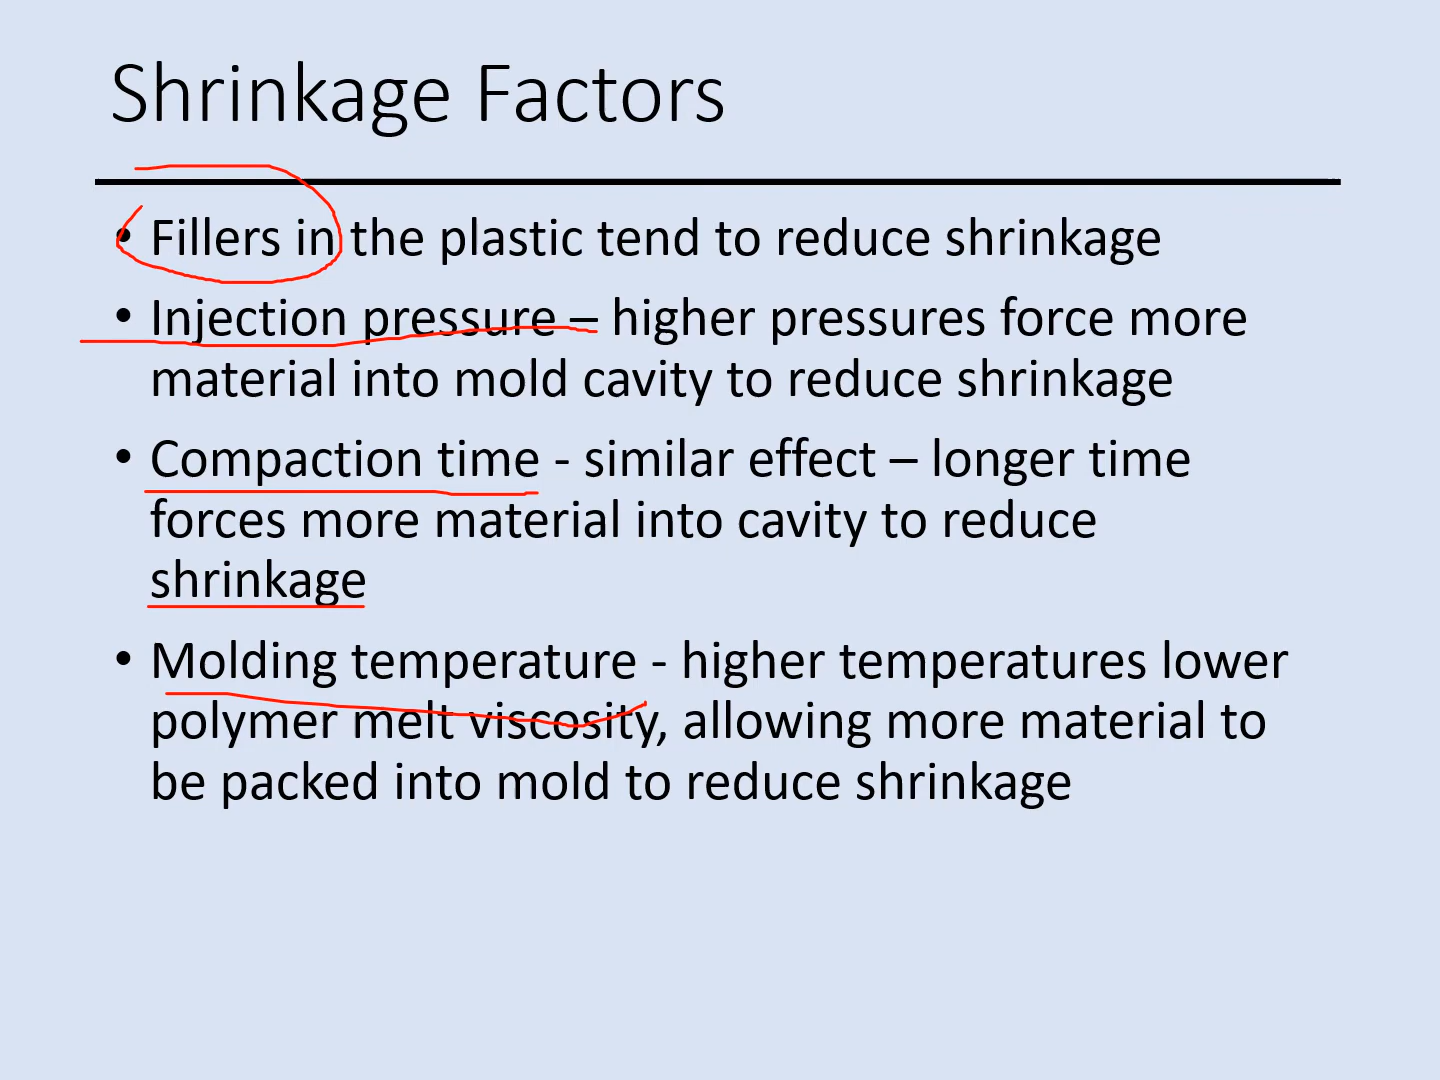 Shrinkage Factors
• Fillers in the plastic tend to reduce shrinkage
• Injection pressure – higher pressures force more
material into mold cavity to reduce shrinkage
• Compaction time - similar effect – longer time
forces more material into cavity to reduce
shrinkage
• Molding temperature - higher temperatures lower
polymer melt viscosity, allowing more material to
be packed into mold to reduce shrinkage